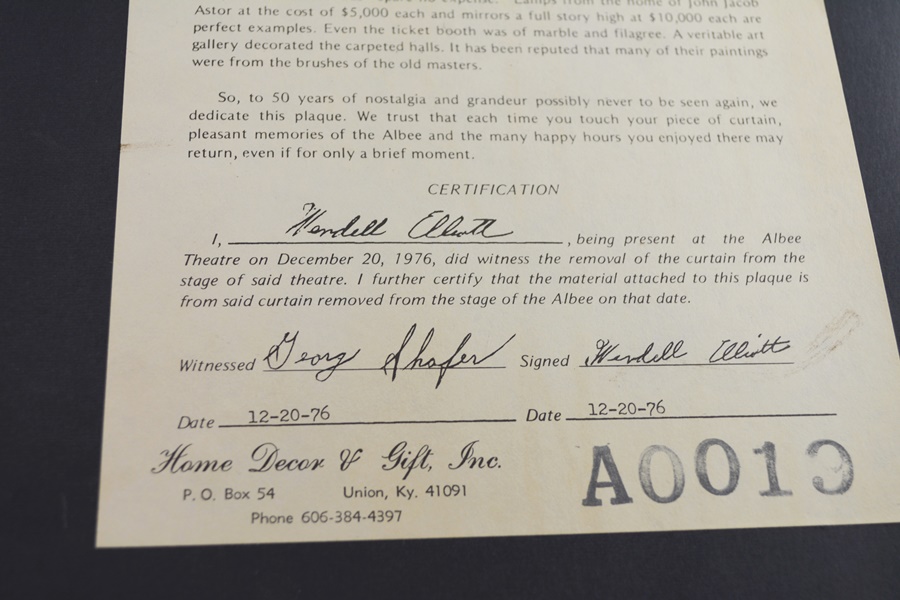 Lamps from the home of John Jacob
Astor at the cost of $5,000 each and mirrors a full story high at $10,000 each are
perfect examples. Even the ticket booth was of marble and filagree. A veritable art
gallery decorated the carpeted halls. It has been reputed that many of their paintings
were from the brushes of the old masters.
So, to 50 years of nostalgia and grandeur possibly never to be seen again, we
dedicate this plaque. We trust that each time you touch your piece of curtain,
pleasant memories of the Albee and the many happy hours you enjoyed there may
return, even if for only a brief moment.
CERTIFICATION
I, Wendell Elliott, being present at the Albee
Theatre on December 20, 1976, did witness the removal of the curtain from the
stage of said theatre. I further certify that the material attached to this plaque is
from said curtain removed from the stage of the Albee on that date.
Witnessed Georg Shafer Signed Wendell Elliott
Date 12-20-76 Date 12-20-76
Home Decor & Gift, Inc.
P. O. Box 54 Union, Ky. 41091
Phone 606-384-4397
A0013